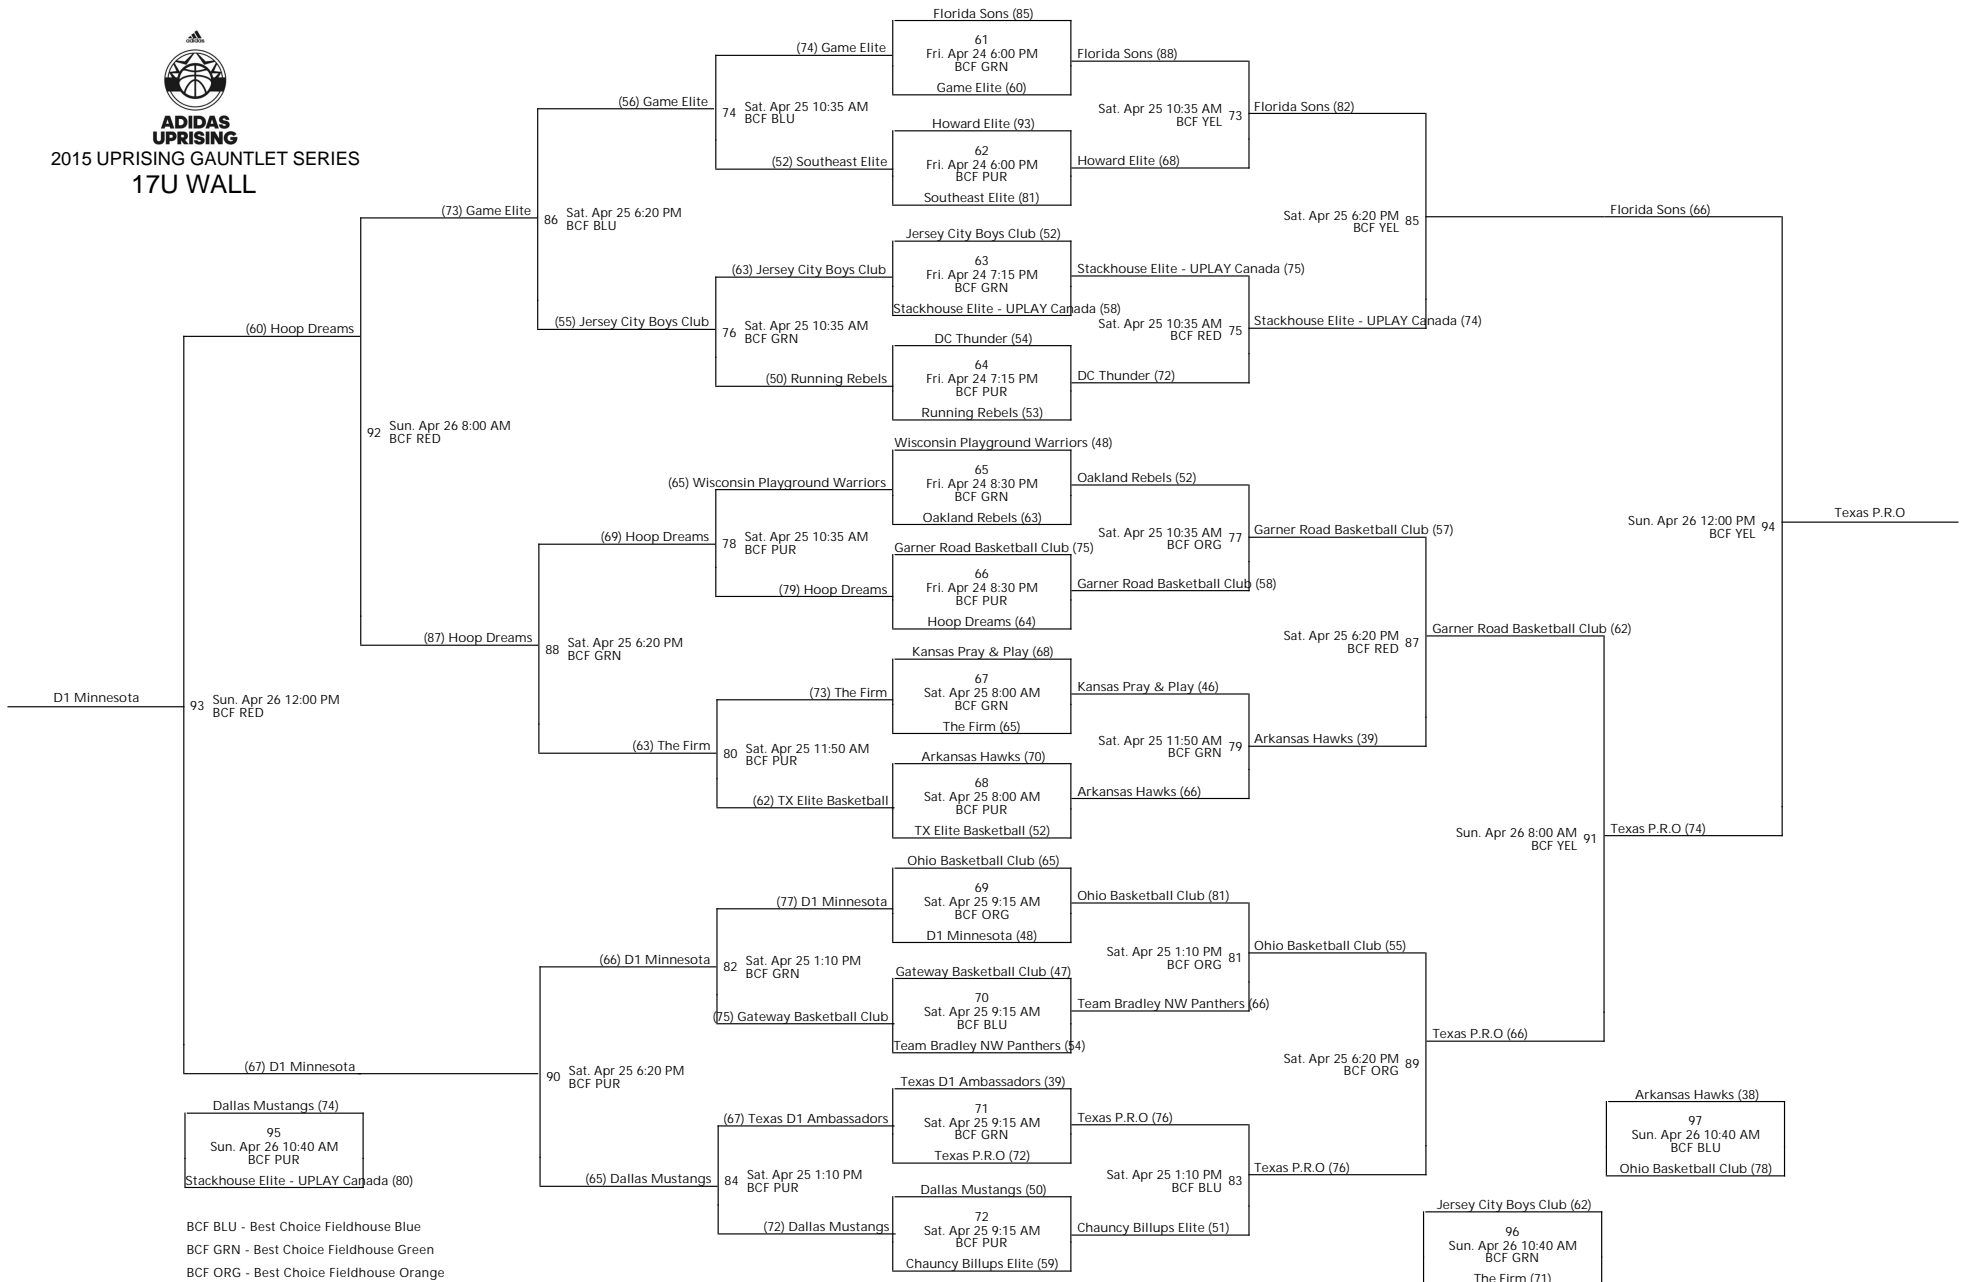 adidas
ADIDAS
UPRISING
2015 UPRISING GAUNTLET SERIES
17U WALL
Florida Sons (85)
61
Fri. Apr 24 6:00 PM
BCF GRN
Game Elite (60)
Howard Elite (93)
62
Fri. Apr 24 6:00 PM
BCF PUR
Southeast Elite (81)
Jersey City Boys Club (52)
63
Fri. Apr 24 7:15 PM
BCF GRN
Stackhouse Elite - UPLAY Canada (58)
DC Thunder (54)
64
Fri. Apr 24 7:15 PM
BCF PUR
Running Rebels (53)
Wisconsin Playground Warriors (48)
65
Fri. Apr 24 8:30 PM
BCF GRN
Oakland Rebels (63)
Garner Road Basketball Club (75)
66
Fri. Apr 24 8:30 PM
BCF PUR
Hoop Dreams (64)
Kansas Pray & Play (68)
67
Sat. Apr 25 8:00 AM
BCF GRN
The Firm (65)
Arkansas Hawks (70)
68
Sat. Apr 25 8:00 AM
BCF PUR
TX Elite Basketball (52)
Ohio Basketball Club (65)
69
Sat. Apr 25 9:15 AM
BCF ORG
D1 Minnesota (48)
Gateway Basketball Club (47)
70
Sat. Apr 25 9:15 AM
BCF BLU
Team Bradley NW Panthers (54)
Texas D1 Ambassadors (39)
71
Sat. Apr 25 9:15 AM
BCF GRN
Texas P.R.O (72)
Dallas Mustangs (50)
72
Sat. Apr 25 9:15 AM
BCF PUR
Chauncy Billups Elite (59)
(74) Game Elite
74 Sat. Apr 25 10:35 AM
BCF BLU
(52) Southeast Elite
(63) Jersey City Boys Club
76 Sat. Apr 25 10:35 AM
BCF GRN
(50) Running Rebels
(65) Wisconsin Playground Warriors
78 Sat. Apr 25 10:35 AM
BCF PUR
(79) Hoop Dreams
(73) The Firm
80 Sat. Apr 25 11:50 AM
BCF PUR
(62) TX Elite Basketball
(77) D1 Minnesota
82 Sat. Apr 25 1:10 PM
BCF GRN
(75) Gateway Basketball Club
(67) Texas D1 Ambassadors
84 Sat. Apr 25 1:10 PM
BCF PUR
(72) Dallas Mustangs
(56) Game Elite
86 Sat. Apr 25 6:20 PM
BCF BLU
(55) Jersey City Boys Club
(69) Hoop Dreams
88 Sat. Apr 25 6:20 PM
BCF GRN
(63) The Firm
(66) D1 Minnesota
90 Sat. Apr 25 6:20 PM
BCF PUR
(65) Dallas Mustangs
(73) Game Elite
92 Sun. Apr 26 8:00 AM
BCF RED
(87) Hoop Dreams
(60) Hoop Dreams
93 Sun. Apr 26 12:00 PM
BCF RED
(67) D1 Minnesota
D1 Minnesota
Florida Sons (88)
Sat. Apr 25 10:35 AM 73
BCF YEL
Howard Elite (68)
Stackhouse Elite - UPLAY Canada (75)
Sat. Apr 25 10:35 AM 75
BCF RED
DC Thunder (72)
Oakland Rebels (52)
Sat. Apr 25 10:35 AM 77
BCF ORG
Garner Road Basketball Club (58)
Kansas Pray & Play (46)
Sat. Apr 25 11:50 AM 79
BCF GRN
Arkansas Hawks (66)
Ohio Basketball Club (81)
Sat. Apr 25 1:10 PM 81
BCF ORG
Team Bradley NW Panthers (66)
Texas P.R.O (76)
Sat. Apr 25 1:10 PM 83
BCF BLU
Chauncy Billups Elite (51)
Florida Sons (82)
Sat. Apr 25 6:20 PM 85
BCF YEL
Stackhouse Elite - UPLAY Canada (74)
Garner Road Basketball Club (57)
Sat. Apr 25 6:20 PM 87
BCF RED
Arkansas Hawks (39)
Ohio Basketball Club (55)
Sat. Apr 25 6:20 PM 89
BCF ORG
Texas P.R.O (76)
Garner Road Basketball Club (62)
Sun. Apr 26 8:00 AM 91
BCF YEL
Texas P.R.O (66)
Florida Sons (66)
Sun. Apr 26 12:00 PM 94
BCF YEL
Texas P.R.O (74)
Texas P.R.O
Dallas Mustangs (74)
95
Sun. Apr 26 10:40 AM
BCF PUR
Stackhouse Elite - UPLAY Canada (80)
Arkansas Hawks (38)
97
Sun. Apr 26 10:40 AM
BCF BLU
Ohio Basketball Club (78)
Jersey City Boys Club (62)
96
Sun. Apr 26 10:40 AM
BCF GRN
The Firm (71)
BCF BLU - Best Choice Fieldhouse Blue
BCF GRN - Best Choice Fieldhouse Green
BCF ORG - Best Choice Fieldhouse Orange